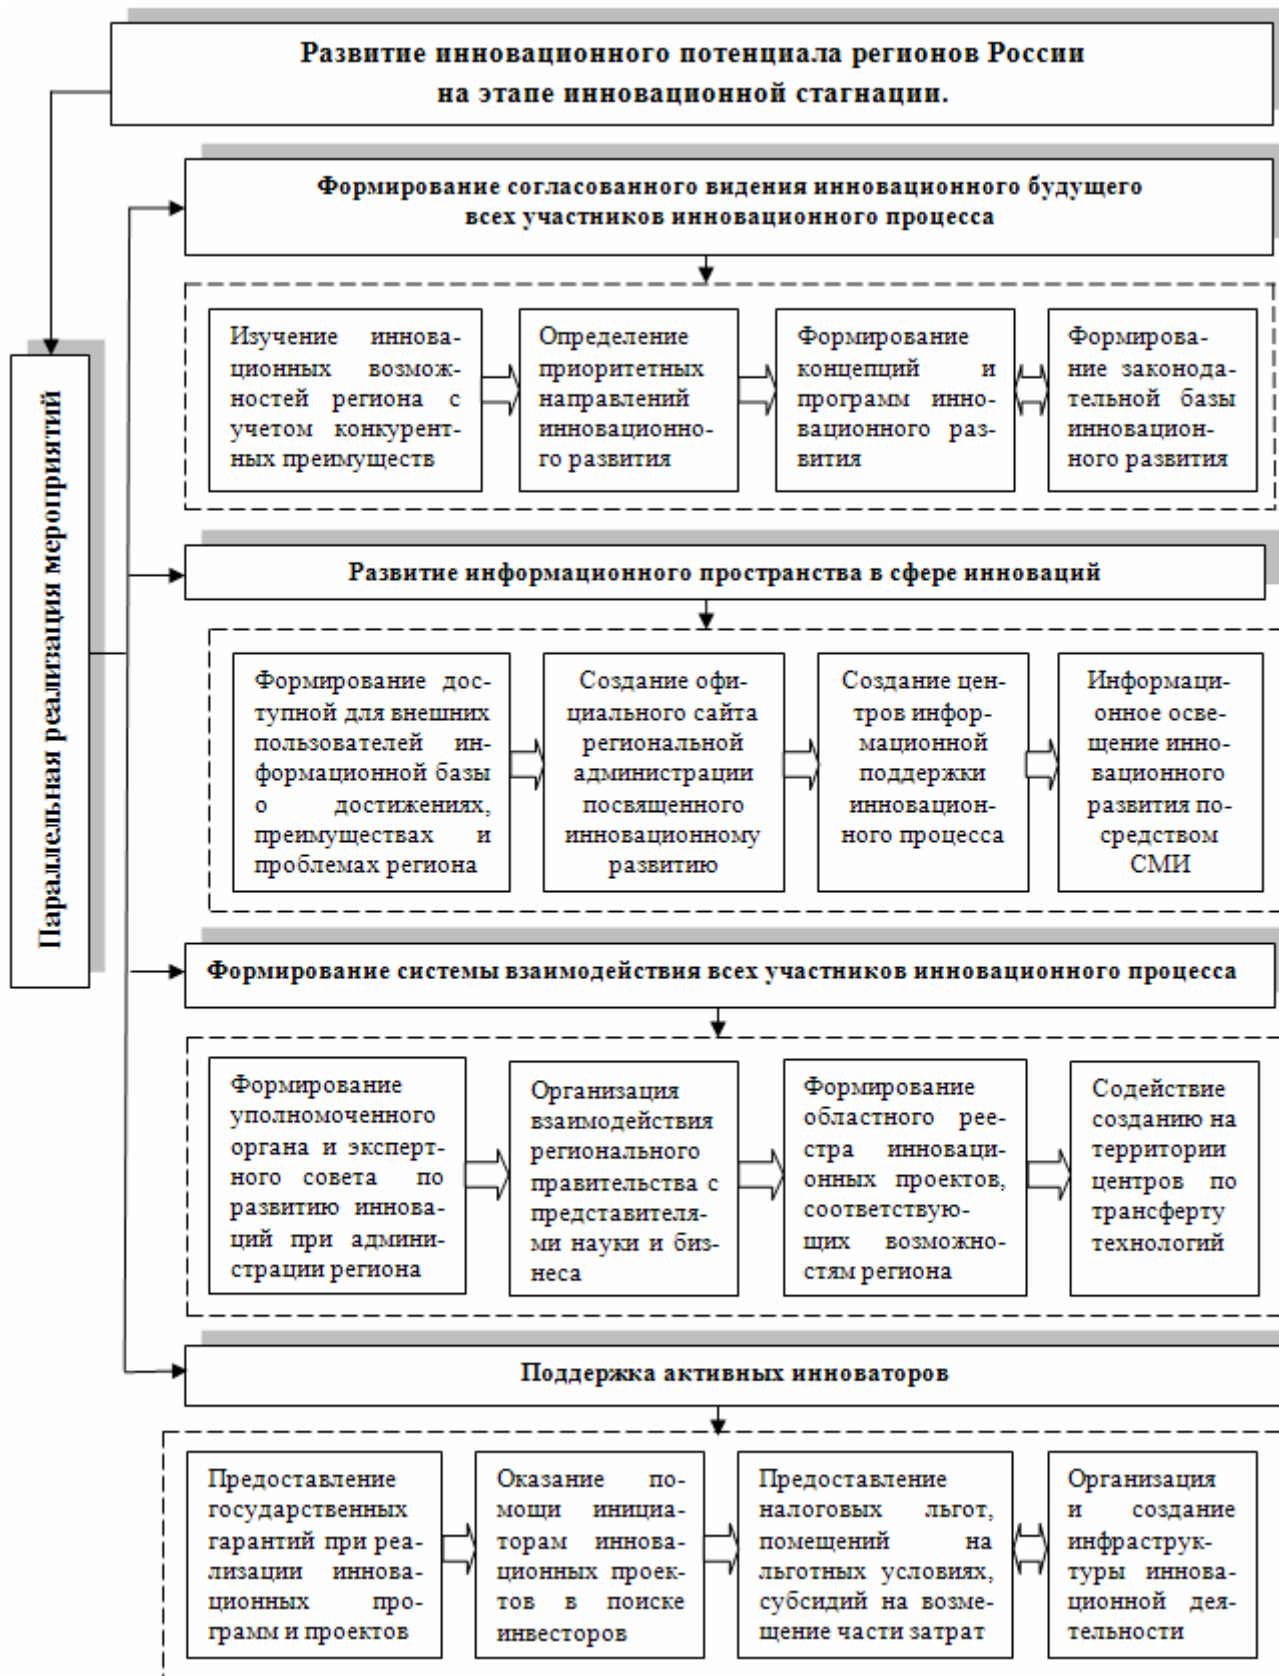 Развитие инновационного потенциала регионов России
на этапе инновационной стагнации.
Параллельная реализация мероприятий
Формирование согласованного видения инновационного будущего
всех участников инновационного процесса
Изучение иннова-
ционных возмож-
ностей региона с
учетом конкурент-
ных преимуществ
Определение
приоритетных
направлений
инновационно-
го развития
Формирование
концепций и
программ инно-
вационного раз-
вития
Формирова-
ние законода-
тельной базы
инновацион-
ного развития
Развитие информационного пространства в сфере инноваций
Формирование дос-
тупной для внешних
пользователей ин-
формационной базы
о достижениях,
преимуществах и
проблемах региона
Создание офи-
циального сайта
региональной
администрации
посвященного
инновационному
развитию
Создание цен-
тров инфор-
мационной
поддержки
инновацион-
ного процесса
Информаци-
онное осве-
щение инно-
вационного
развития по-
средством
СМИ
Формирование системы взаимодействия всех участников инновационного процесса
Формирование
уполномоченного
органа и эксперт-
ного совета по
развитию иннова-
ций при админи-
страции региона
Организация
взаимодействия
регионального
правительства с
представителя-
ми науки и биз-
неса
Формирование
областного рее-
стра инноваци-
онных проектов,
соответствую-
щих возможно-
стям региона
Содействие
созданию на
территории
центров по
трансферту
технологий
Поддержка активных инноваторов
Предоставление
государственных
гарантий при реа-
лизации иннова-
ционных про-
грамм и проектов
Оказание по-
мощи инициа-
торам иннова-
ционных проек-
тов в поиске
инвесторов
Предоставление
налоговых льгот,
помещений на
льготных условиях,
субсидий на возме-
щение части затрат
Организация
и создание
инфраструк-
туры иннова-
ционной дея-
тельности